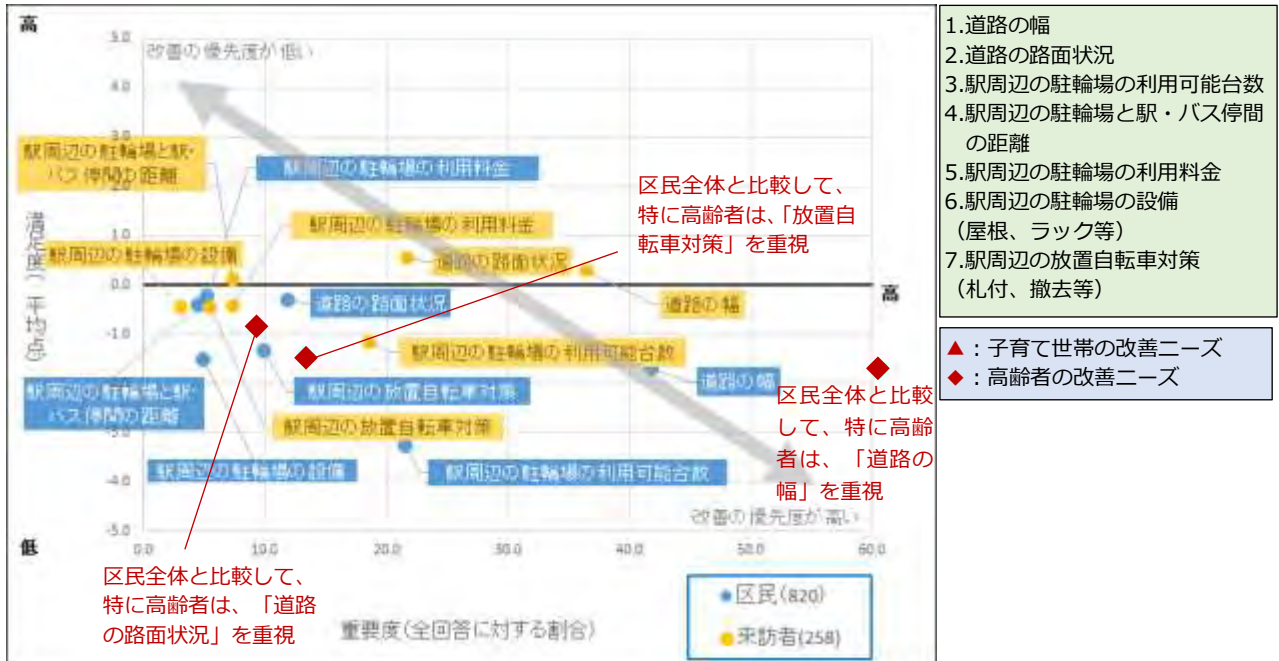 高
5.0
改善の優先度が低い
4.0
3.0
駅周辺の駐輪場と駅・
バス停間の距離
駅周辺の駐輪場の利用料金
2.0
区民全体と比較して、
特に高齢者は、「放置自
転車対策」を重視
駅周辺の駐輪場の利用料金
1.0
駅周辺の駐輪場の設備
道路の路面状況
満足度(平均点)
0.0
高
道路の路面状況
道路の幅
-1.0
駅周辺の駐輪場の利用可能台数
駅周辺の駐輪場と駅・
バス停間の距離
駅周辺の放置自転車対策
道路の幅
区民全体と比較
して、特に高齢
者は、「道路の
幅」を重視
駅周辺の放置自転車対策
-3.0
駅周辺の駐輪場の設備
駅周辺の駐輪場の利用可能台数
-4.0
改善の優先度が高い
-5.0
低
0.0 10.0 20.0 30.0 40.0 50.0 60.0
区民全体と比較して、
特に高齢者は、「道路
の路面状況」を重視
重要度(全回答に対する割合)
区民(820)
来訪者(258)
1.道路の幅
2.道路の路面状況
3.駅周辺の駐輪場の利用可能台数
4.駅周辺の駐輪場と駅・バス停間
の距離
5.駅周辺の駐輪場の利用料金
6.駅周辺の駐輪場の設備
（屋根、ラック等）
7.駅周辺の放置自転車対策
（札付、撤去等）
▲：子育て世帯の改善ニーズ
◆：高齢者の改善ニーズ